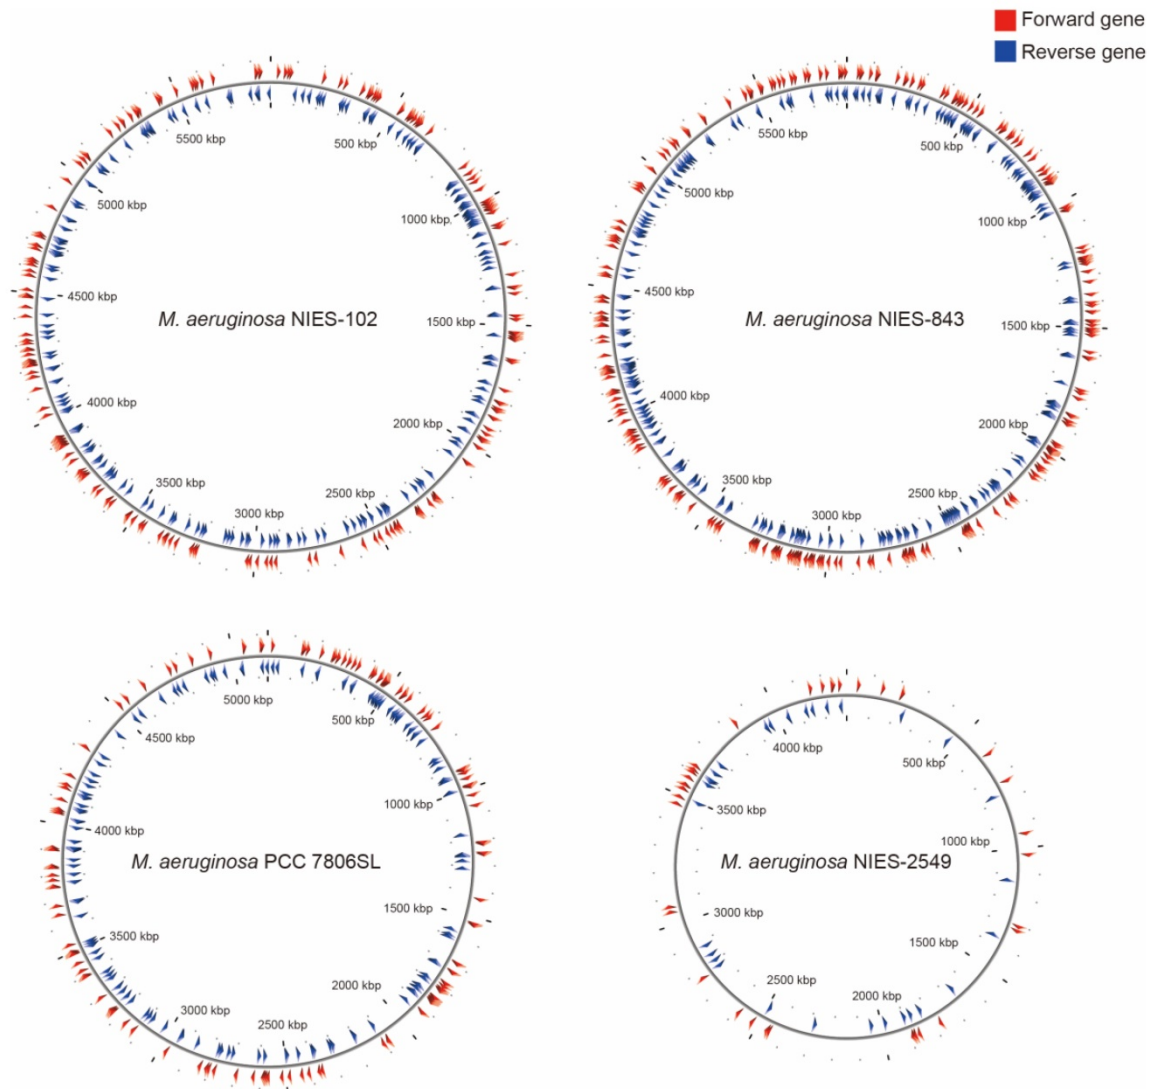 Forward gene
Reverse gene
5500 kbp
500 kbp
5000 kbp
1000 kbp
4500 kbp
M. aeruginosa NIES-102
1500 kbp
4000 kbp
2000 kbp
3500 kbp
2500 kbp
3000 kbp
5500 kbp
500 kbp
5000 kbp
1000 kbp
4500 kbp
M. aeruginosa NIES-843
1500 kbp
4000 kbp
2000 kbp
3500 kbp
2500 kbp
3000 kbp
5000 kbp
500 kbp
4500 kbp
1000 kbp
4000 kbp
M. aeruginosa PCC 7806SL
1500 kbp
3500 kbp
2000 kbp
3000 kbp
2500 kbp
4000 kbp
500 kbp
3500 kbp
1000 kbp
M. aeruginosa NIES-2549
3000 kbp
1500 kbp
2500 kbp
2000 kbp